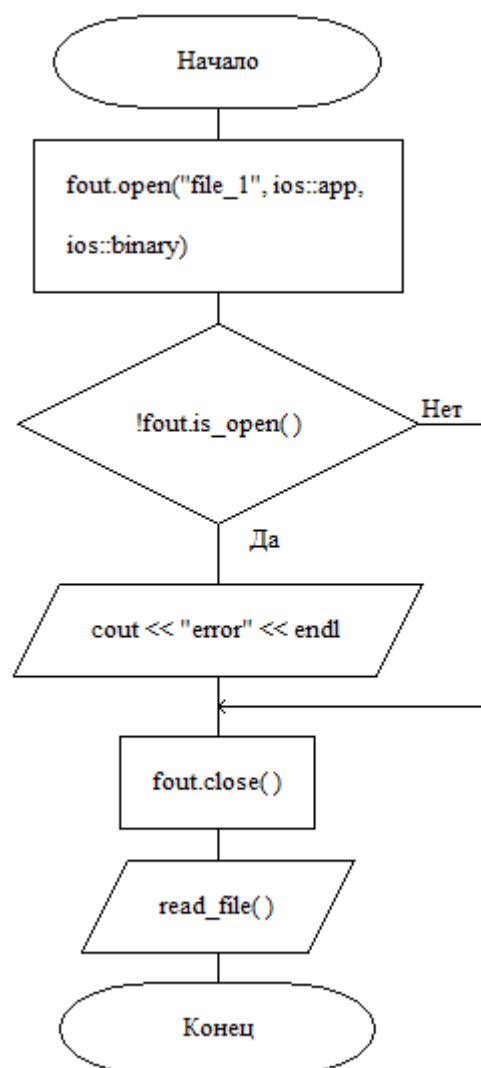 Начало
fout.open("file_1", ios::app,
ios::binary)
!fout.is_open( )
Нет
Да
cout << "error" << endl
fout.close( )
read_file( )
Конец